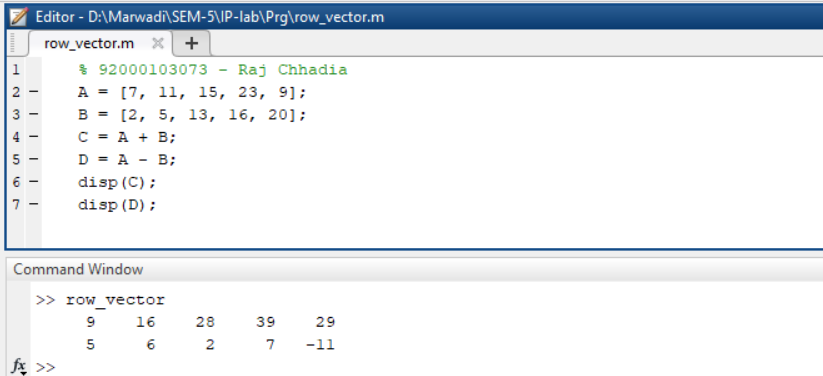 Editor - D:\Marwadi\SEM-5\IP-lab\Prg\row_vector.m
row_vector.m × +
1 % 92000103073 - Raj Chhadia
2 - A = [7, 11, 15, 23, 9];
3 - B = [2, 5, 13, 16, 20];
4 - C = A + B;
5 - D = A - B;
6 - disp(C);
7 - disp(D);
Command Window
>> row_vector
9 16 28 39 29
5 6 2 7 -11
fx >>